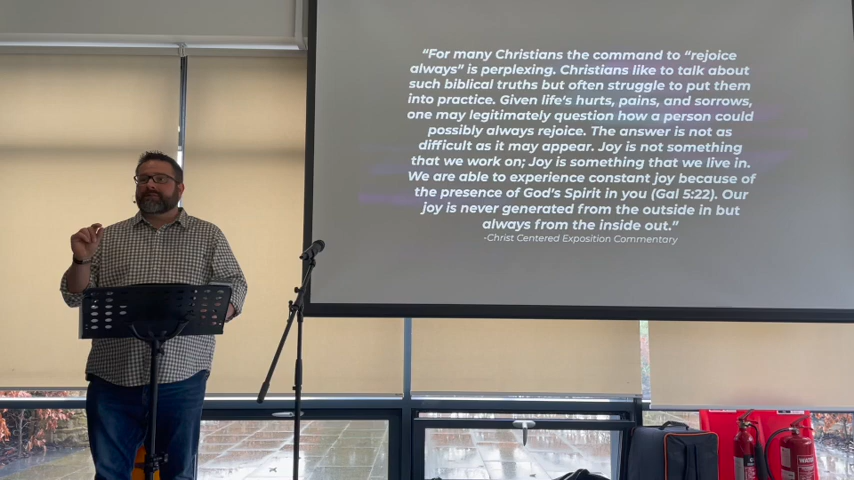 “For many Christians the command to “rejoice
always” is perplexing. Christians like to talk about
such biblical truths but often struggle to put them
into practice. Given life's hurts, pains, and sorrows,
one may legitimately question how a person could
possibly always rejoice. The answer is not as
difficult as it may appear. Joy is not something
that we work on; Joy is something that we live in.
We are able to experience constant joy because of
the presence of God's Spirit in you (Gal 5:22). Our
joy is never generated from the outside in but
always from the inside out.”
-Christ Centered Exposition Commentary
WATER